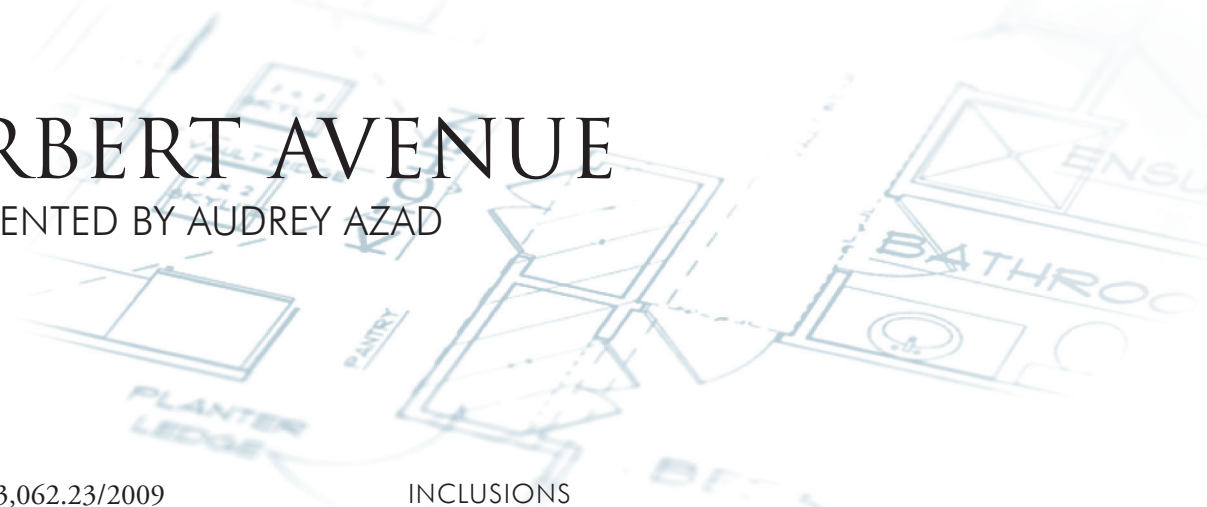 RBERT AVENUE
ENTED BY AUDREY AZAD
ENSU
BATHROO
PANTRY
PLANTER
LEDGE
3,062.23/2009
INCLUSIONS